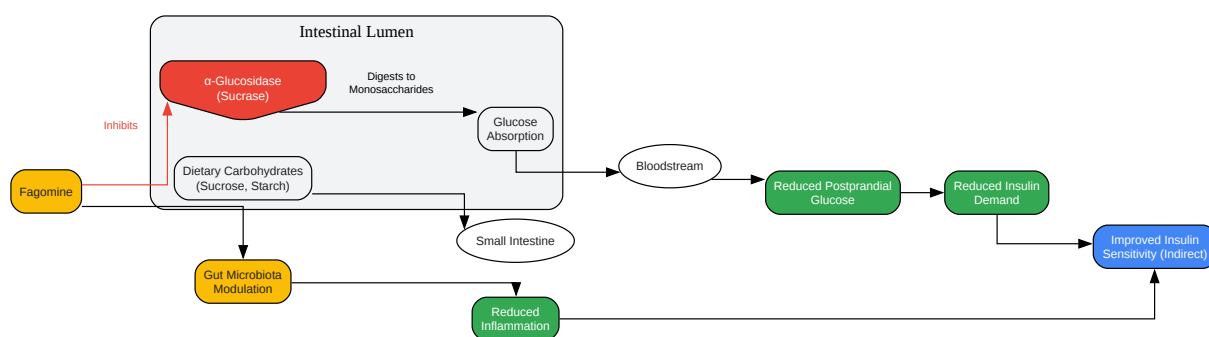 Intestinal Lumen
α-Glucosidase
(Sucrase)
Digests to
Monosaccharides
Glucose
Absorption
Inhibits
Dietary Carbohydrates
(Sucrose, Starch)
Fagomine
Bloodstream
Reduced Postprandial
Glucose
Reduced Insulin
Demand
Small Intestine
Improved Insulin
Sensitivity (Indirect)
Gut Microbiota
Modulation
Reduced
Inflammation